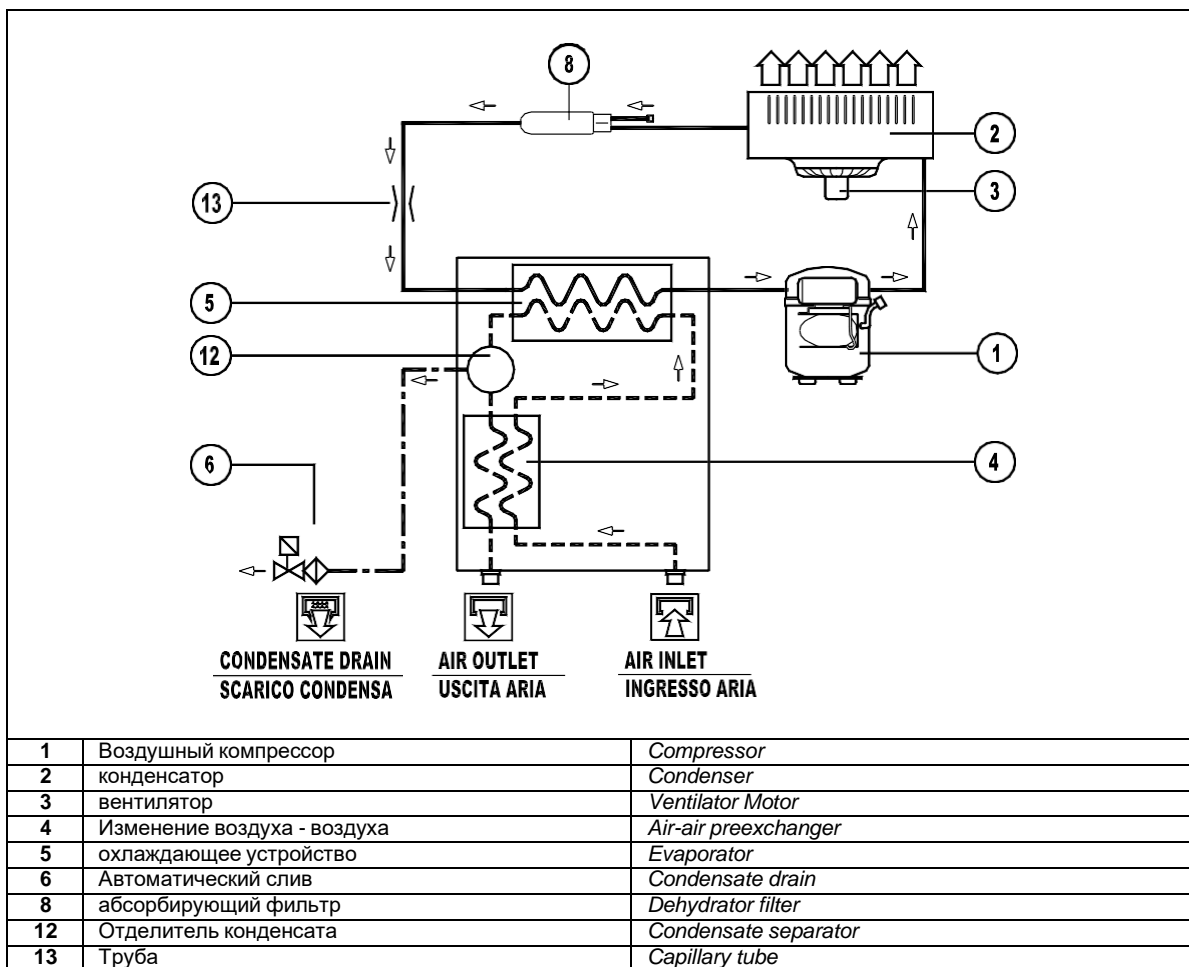 8
2
3
13
5
12
1
6
4
CONDENSATE DRAIN
SCARICO CONDENSA
AIR OUTLET
USCITA ARIA
AIR INLET
INGRESSO ARIA
1 Воздушный компрессор Compressor
2 конденсатор Condenser
3 вентилятор Ventilator Motor
4 Изменение воздуха - воздуха Air-air preexchanger
5 охлаждающее устройство Evaporator
6 Автоматический слив Condensate drain
8 абсорбирующий фильтр Dehydrator filter
12 Отделитель конденсата Condensate separator
13 Труба Capillary tube